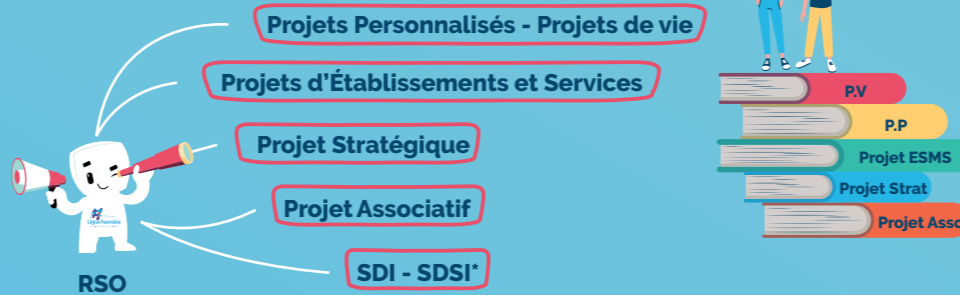 Projets Personnalisés - Projets de vie
Projets d'Établissements et Services
Projet Stratégique
Projet Associatif
SDI - SDSI*
RSO
P.V
P.P
Projet ESMS
Projet Strat
Projet Asso